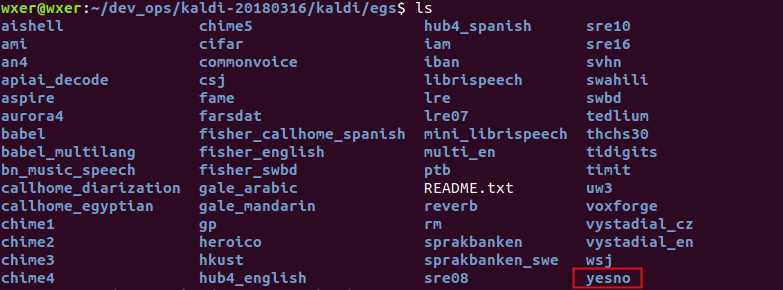 wxer@wxer:~/dev_ops/kaldi-20180316/kaldi/egs$ ls
aishell chime5 hub4_spanish sre10
ami cifar iam sre16
an4 commonvoice iban svhn
apiai_decode csj librispeech swahili
aspire fame lre swbd
aurora4 farsdat lre07 tedlium
babel fisher_callhome_spanish mini_librispeech thchs30
babel_multilang fisher_english multi_en tidigits
bn_music_speech fisher_swbd ptb timit
callhome_diarization gale_arabic README.txt uw3
callhome_egyptian gale_mandarin reverb voxforge
chime1 gp rm vystadial_cz
chime2 heroico sprakbanken vystadial_en
chime3 hkust sprakbanken_swe wsj
chime4 hub4_english sre08 yesno